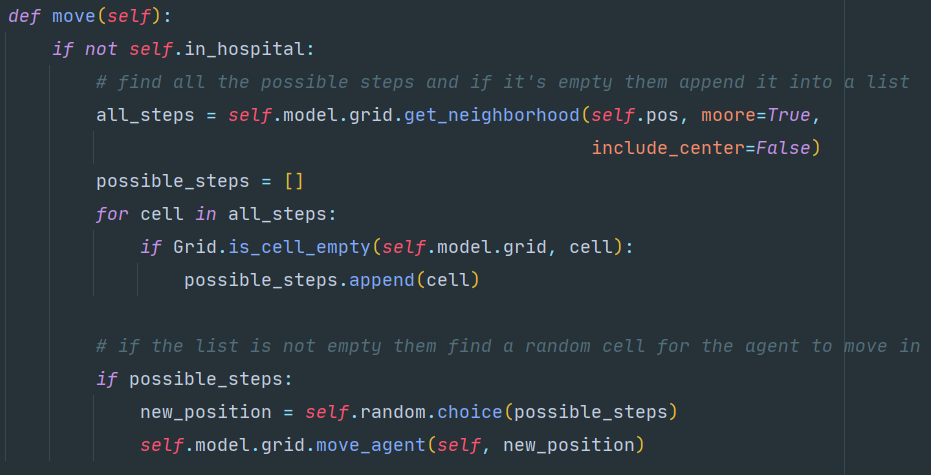 def move(self):
    if not self.in_hospital:
        # find all the possible steps and if it's empty them append it into a list
        all_steps = self.model.grid.get_neighborhood(self.pos, moore=True,
                                                     include_center=False)
        possible_steps = []
        for cell in all_steps:
            if Grid.is_cell_empty(self.model.grid, cell):
                possible_steps.append(cell)
        # if the list is not empty them find a random cell for the agent to move in
        if possible_steps:
            new_position = self.random.choice(possible_steps)
            self.model.grid.move_agent(self, new_position)